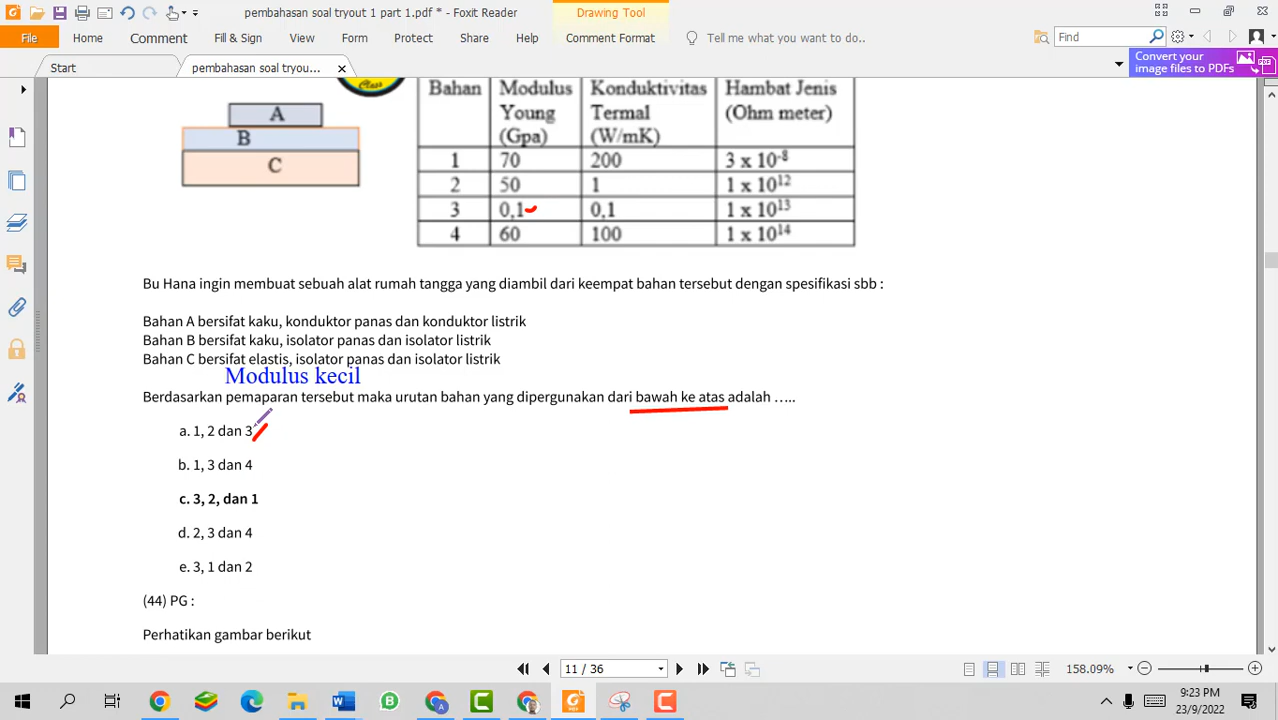 pembahasan soal tryout 1 part 1.pdf * - Foxit Reader
Drawing Tool
File Home Comment Fill & Sign View Form Protect Share Help Comment Format Tell me what you want to do.. Find
Start pembahasan soal tryou... Convert your image files to PDFs
Class
A
B
C
Bahan Modulus Young (Gpa) Konduktivitas Termal (W/mK) Hambat Jenis (Ohm meter)
1 70 200 3 x 10⁻⁸
2 50 1 1 x 10¹²
3 0,1 0,1 1 x 10¹³
4 60 100 1 x 10¹⁴
Bu Hana ingin membuat sebuah alat rumah tangga yang diambil dari keempat bahan tersebut dengan spesifikasi sbb :
Bahan A bersifat kaku, konduktor panas dan konduktor listrik
Bahan B bersifat kaku, isolator panas dan isolator listrik
Bahan C bersifat elastis, isolator panas dan isolator listrik
Modulus kecil
Berdasarkan pemaparan tersebut maka urutan bahan yang dipergunakan dari bawah ke atas adalah .....
a. 1, 2 dan 3
b. 1, 3 dan 4
c. 3, 2, dan 1
d. 2, 3 dan 4
e. 3, 1 dan 2
(44) PG :
Perhatikan gambar berikut
11 / 36
158.09%
9:23 PM
23/9/2022